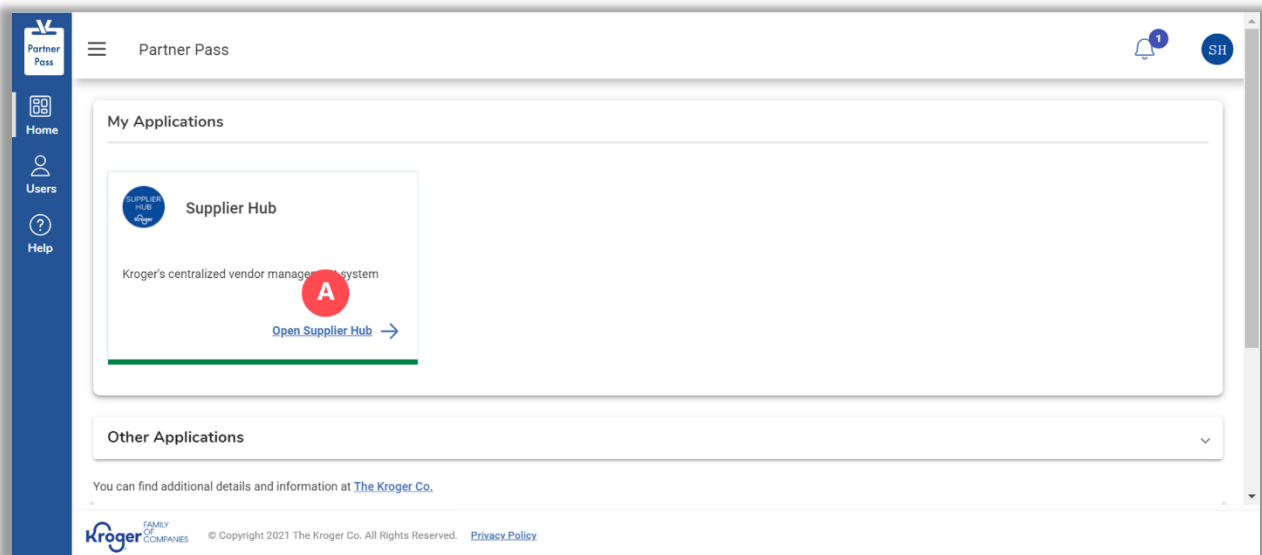 Partner
Pass
Partner Pass
1
SH
Home
Users
Help
My Applications
SUPPLIER
HUB
Kroger
Supplier Hub
Kroger's centralized vendor management system
A
Open Supplier Hub
Other Applications
You can find additional details and information at The Kroger Co.
Kroger FAMILY
OF
COMPANIES
© Copyright 2021 The Kroger Co. All Rights Reserved. Privacy Policy